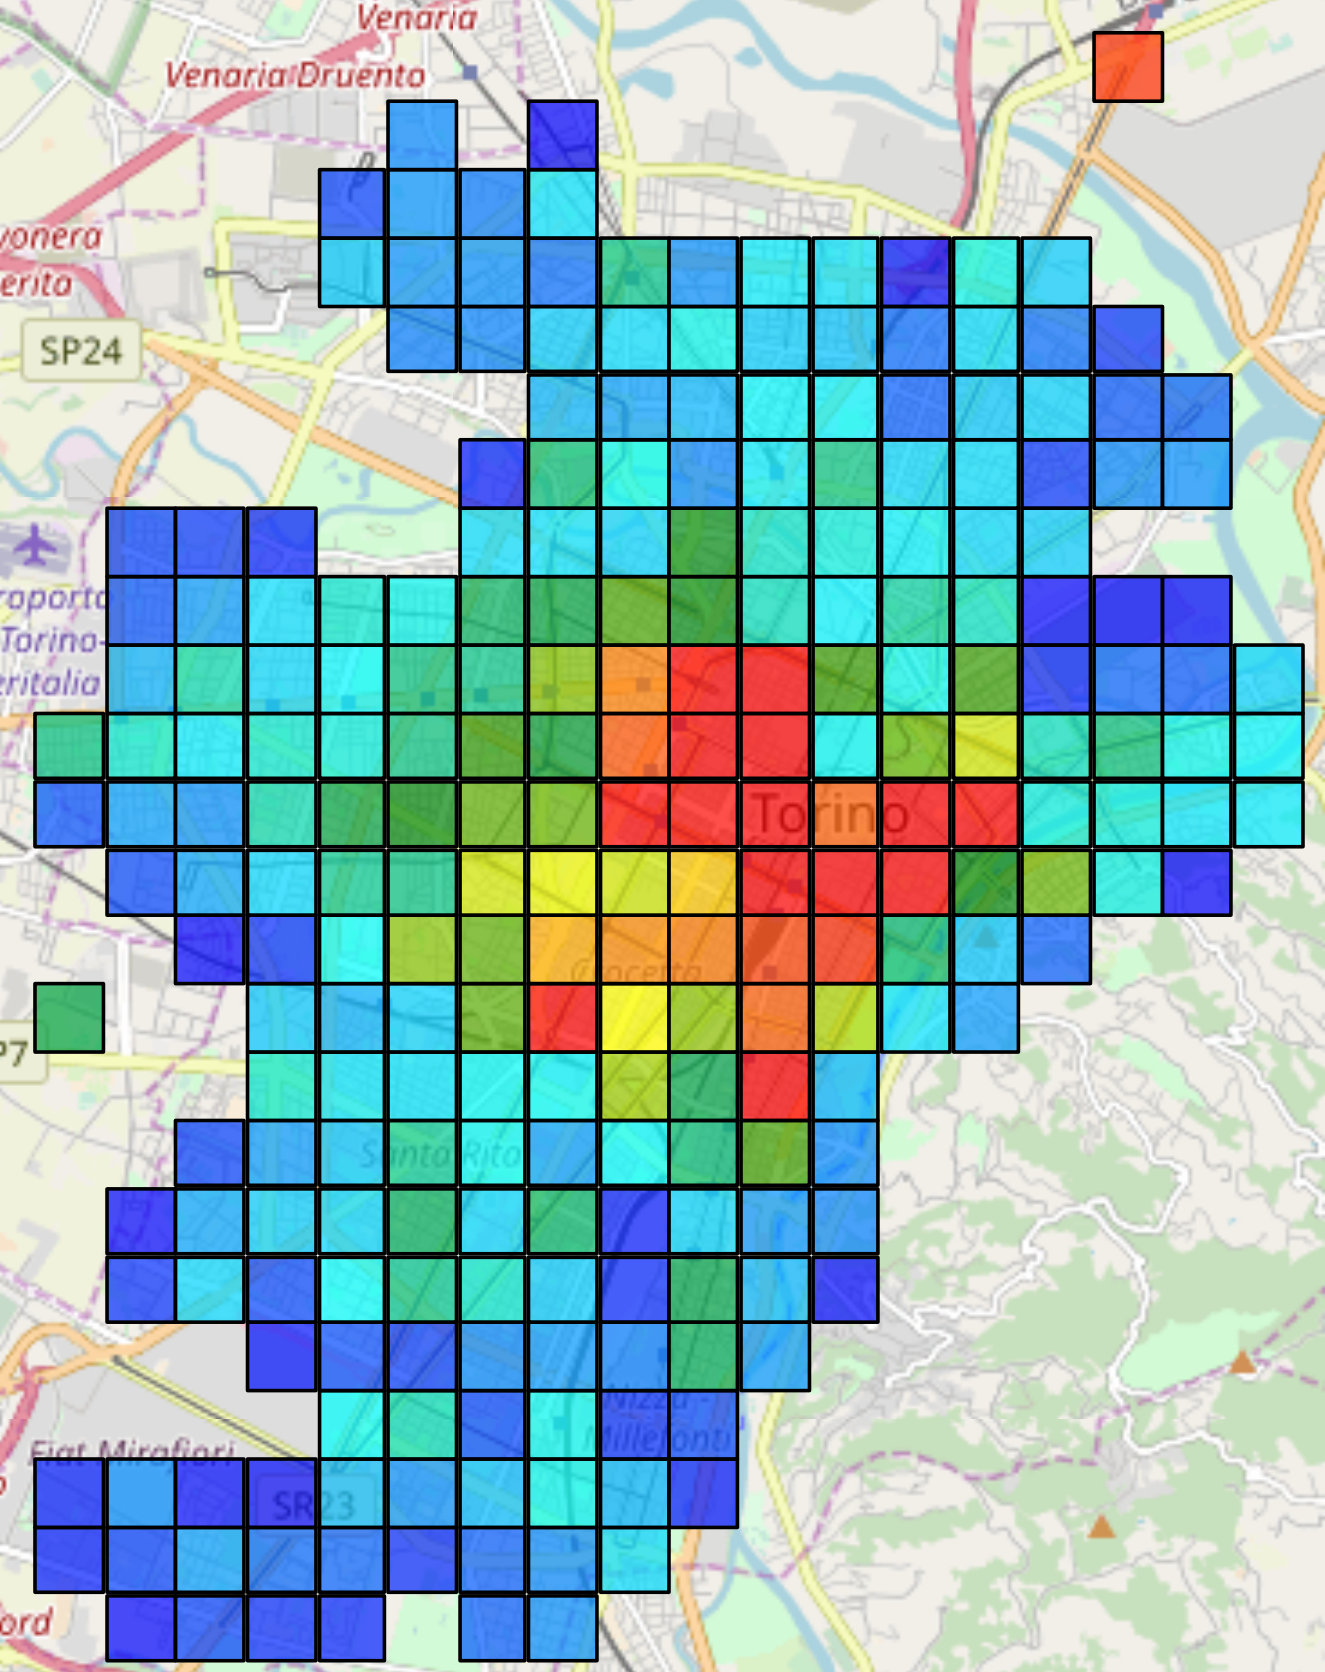 Venaria
Venaria Druento
vonera
erita
SP24
roporto
Torino-
eritalia
Torino
Crocetta
P7
Santa Rita
Nizza -
Millefonti
Fiat Mirafiori
SR23
ord